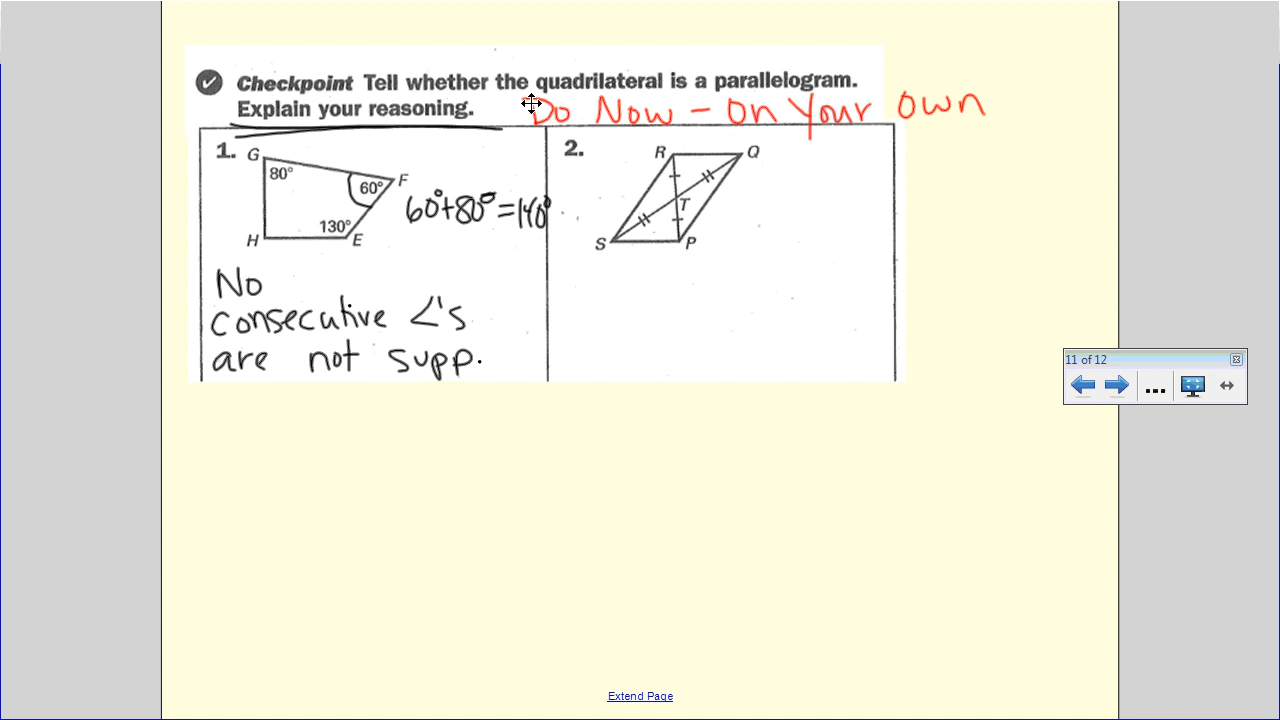 Checkpoint Tell whether the quadrilateral is a parallelogram.
Explain your reasoning.
Do Now - On Your Own
1.
G
80°
60°
F
130°
H
E
60°+80°=140°
No
consecutive ∠'s
are not supp.
2.
R
Q
T
S
P
11 of 12
...
Extend Page